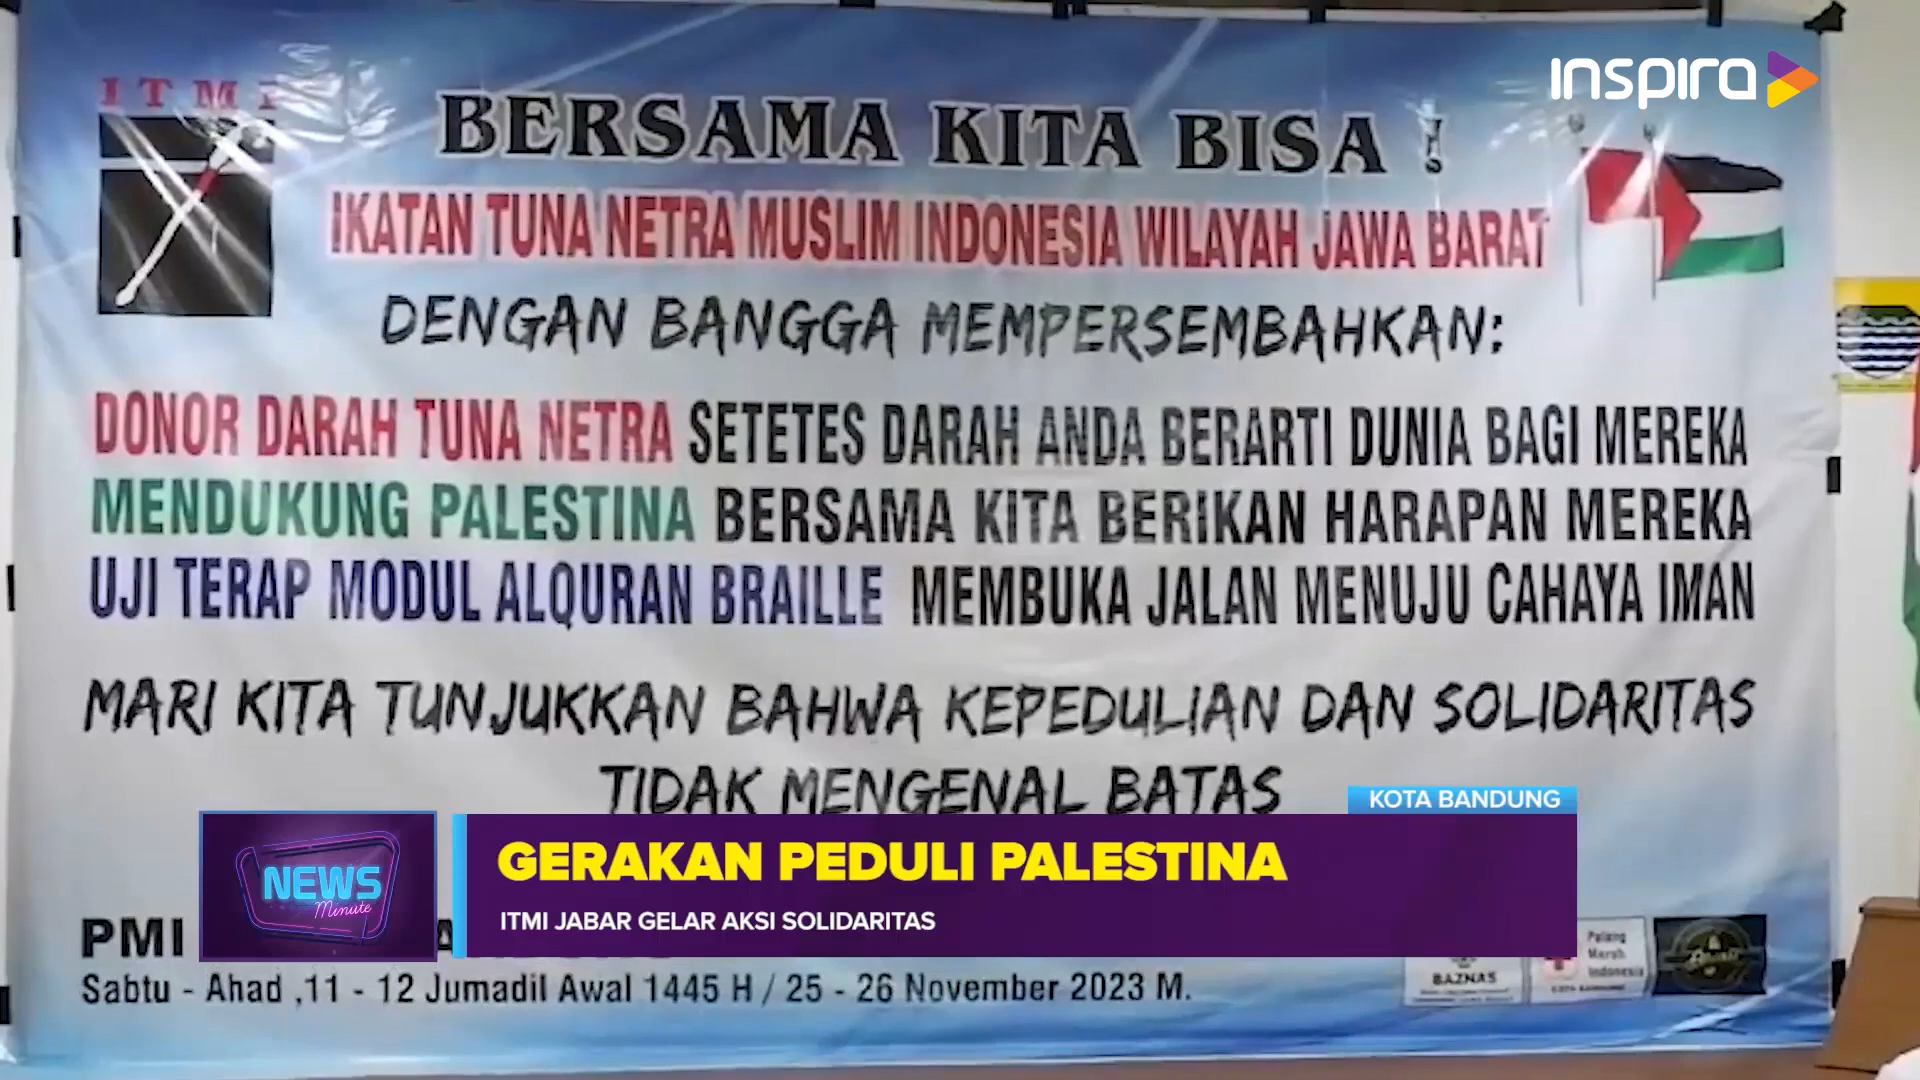 inspira
ITMI
BERSAMA KITA BISA !
IKATAN TUNA NETRA MUSLIM INDONESIA WILAYAH JAWA BARAT
DENGAN BANGGA MEMPERSEMBAHKAN:
DONOR DARAH TUNA NETRA SETETES DARAH ANDA BERARTI DUNIA BAGI MEREKA
MENDUKUNG PALESTINA BERSAMA KITA BERIKAN HARAPAN MEREKA
UJI TERAP MODUL ALQURAN BRAILLE MEMBUKA JALAN MENUJU CAHAYA IMAN
MARI KITA TUNJUKKAN BAHWA KEPEDULIAN DAN SOLIDARITAS
TIDAK MENGENAL BATAS
KOTA BANDUNG
NEWS
Minute
GERAKAN PEDULI PALESTINA
ITMI JABAR GELAR AKSI SOLIDARITAS
PMI
Sabtu - Ahad ,11 - 12 Jumadil Awal 1445 H / 25 - 26 November 2023 M.
BAZNAS
Palang
Merah
Indonesia